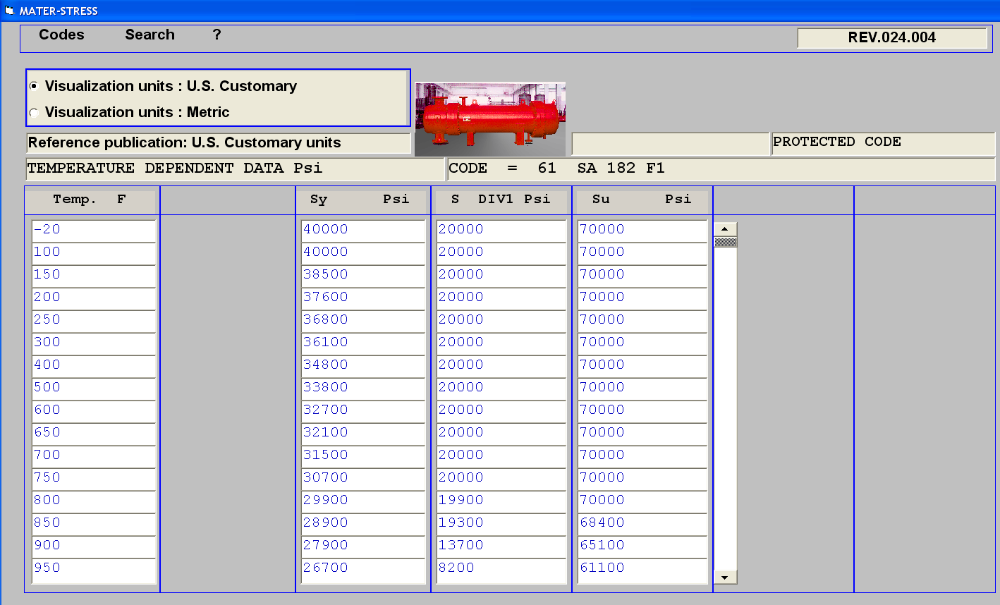 MATER-STRESS
Codes Search ?
REV.024.004
Visualization units : U.S. Customary
Visualization units : Metric
Reference publication: U.S. Customary units
PROTECTED CODE
TEMPERATURE DEPENDENT DATA Psi
CODE = 61 SA 182 F1
Temp. F Sy Psi S DIV1 Psi Su Psi
-20 40000 20000 70000
100 40000 20000 70000
150 38500 20000 70000
200 37600 20000 70000
250 36800 20000 70000
300 36100 20000 70000
400 34800 20000 70000
500 33800 20000 70000
600 32700 20000 70000
650 32100 20000 70000
700 31500 20000 70000
750 30700 20000 70000
800 29900 19900 70000
850 28900 19300 68400
900 27900 13700 65100
950 26700 8200 61100